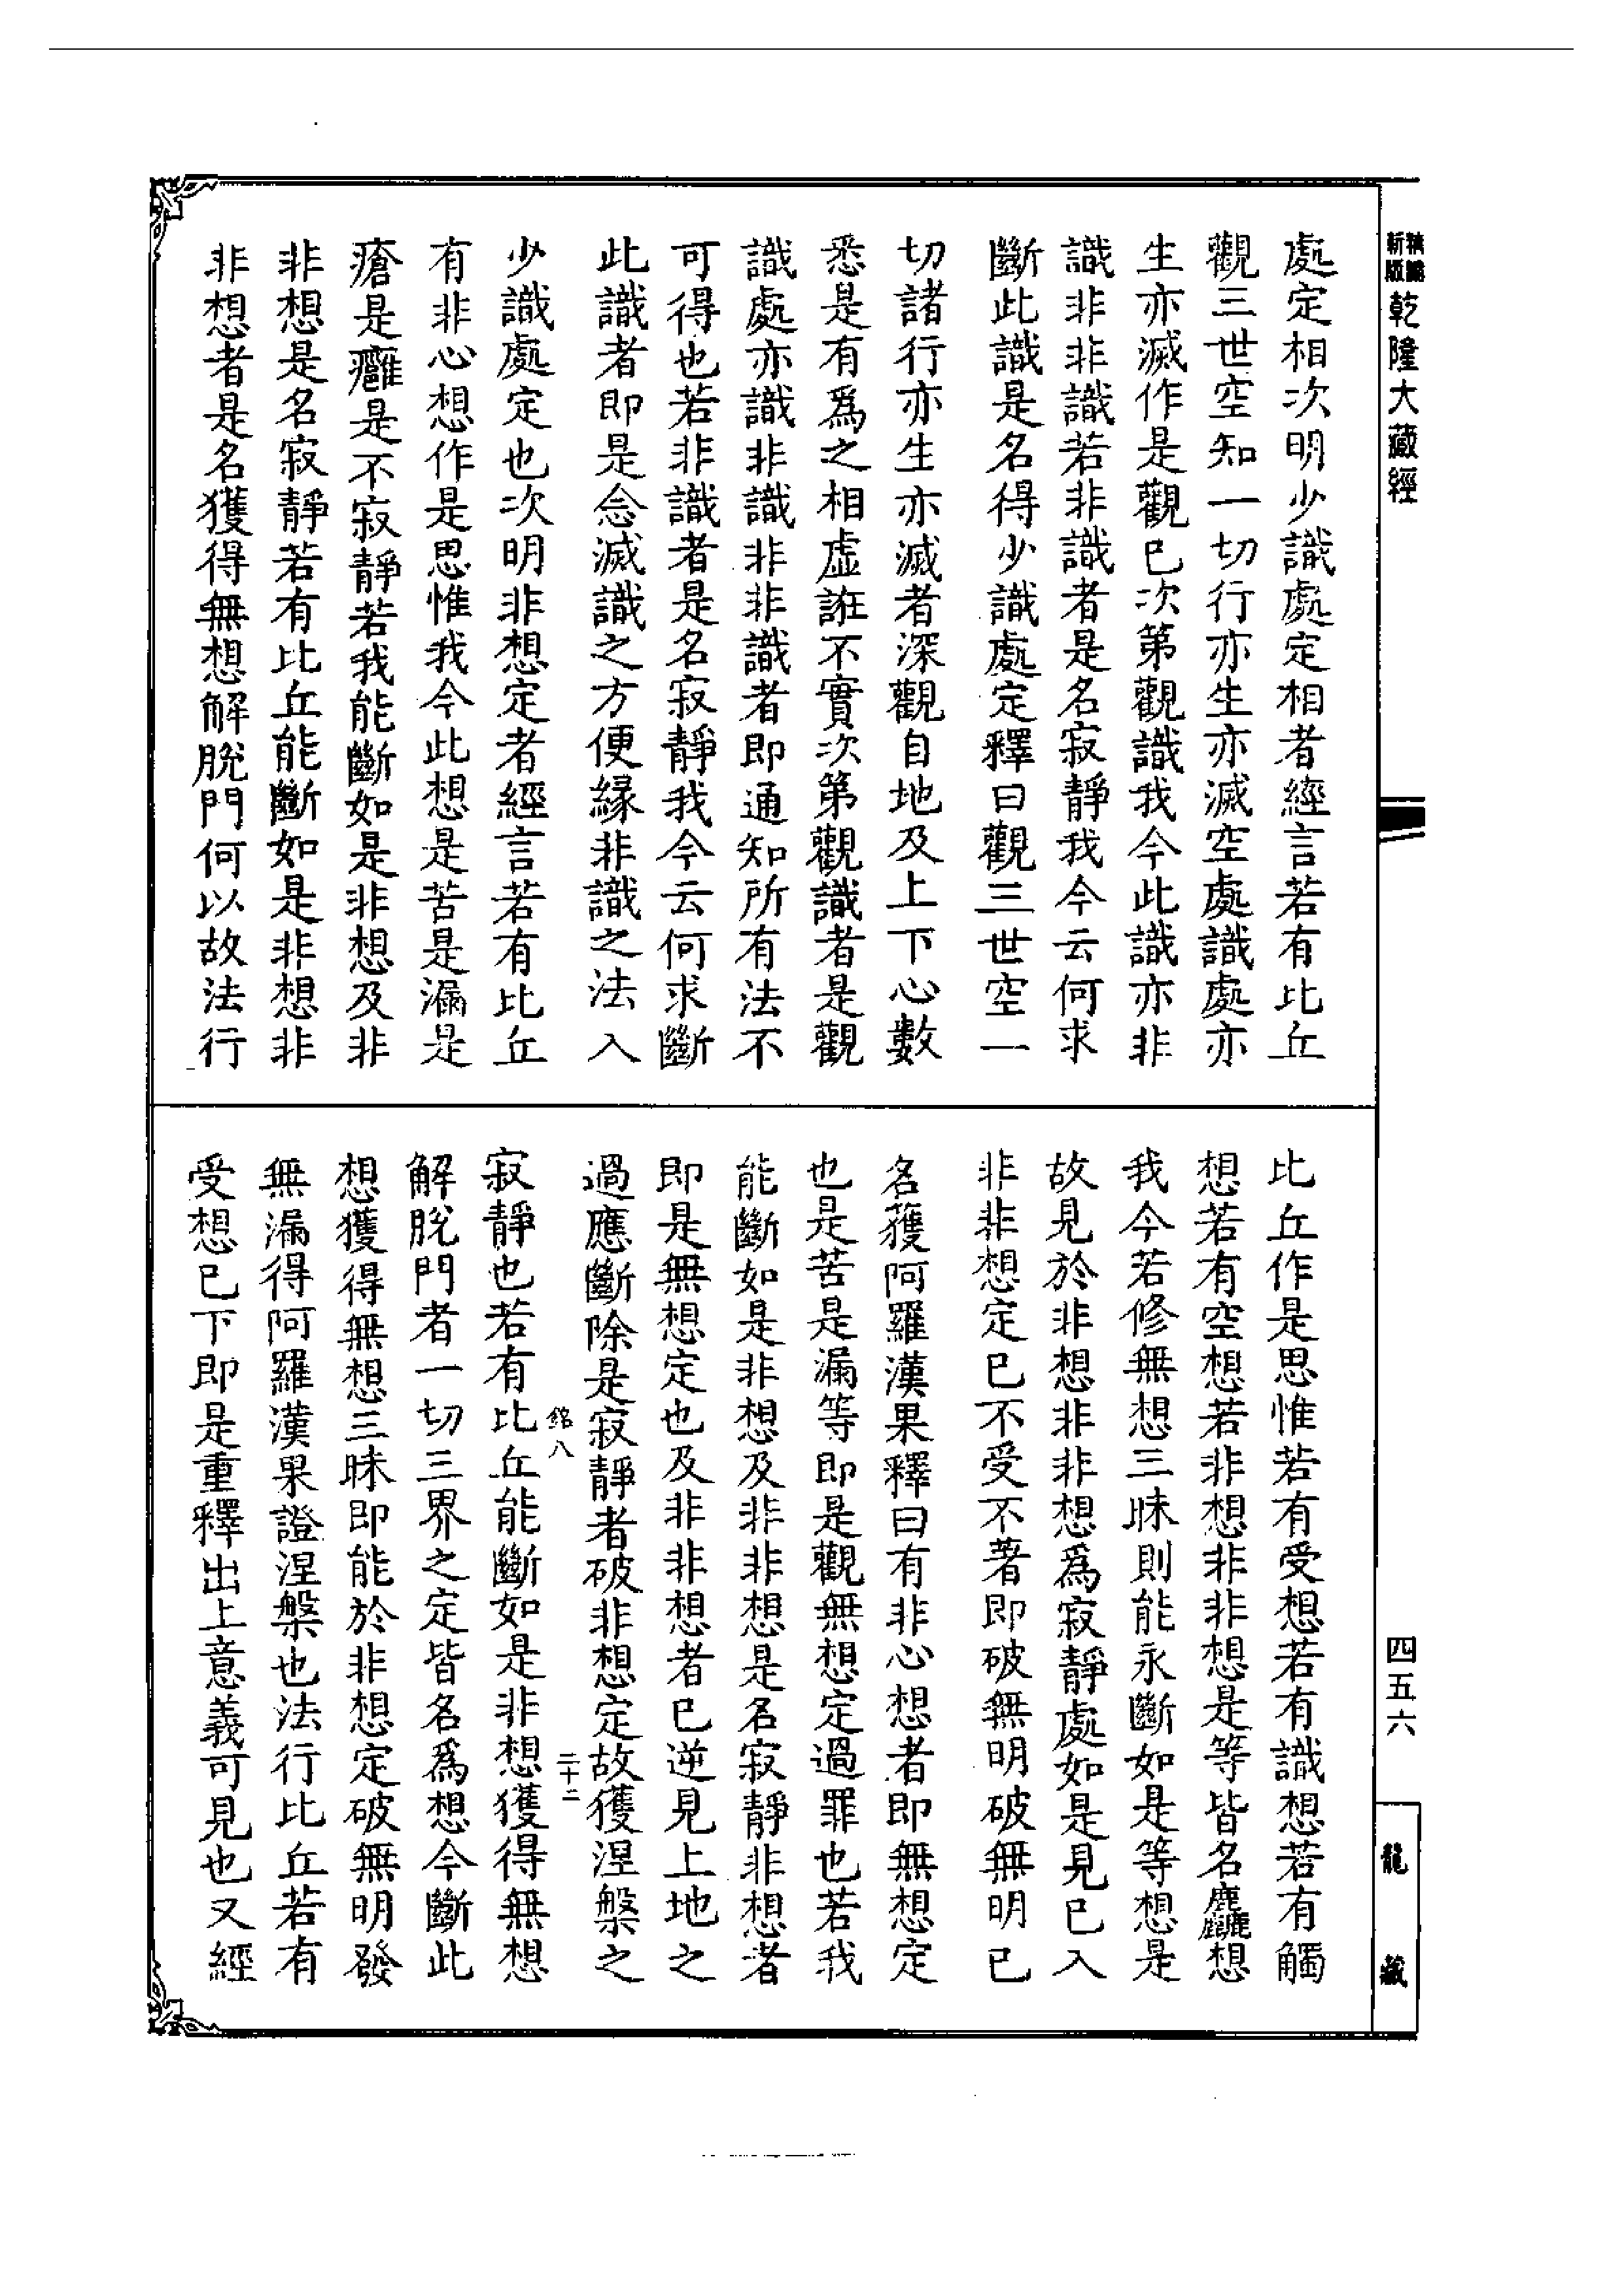 乾隆大藏經
處定相次明少識處定相者經言若有比丘
觀三世空知一切行亦生亦滅空處識處亦
生亦滅作是觀已次第觀識我今此識亦非
識非非識若非識者是名寂靜我今云何求
斷此識是名得少識處定釋曰觀三世空一
切諸行亦生亦滅者深觀自地及上下心數
悉是有爲之相虛誑不實次第觀識者是觀
識處亦識非識非非識者即通知所有法不
可得也若非識者是名寂靜我今云何求斷
此識者即是念滅識之方便緣非識之法入
少識處定也次明非想定者經言若有比丘
有非心想作是思惟我今此想是苦是漏是
瘡是癰是不寂靜若我能斷如是非想及非
非想是名寂靜若有比丘能斷如是非想非
非想者是名獲得無想解脫門何以故法行
比丘作是思惟若有受想若有識想若有觸
想若有空想若非想非非想是等皆名麤想
我今若修無想三昧則能永斷如是等想是
故見於非想非非想爲寂靜處如是見已入
非非想定已不受不著即破無明破無明已
名獲阿羅漢果釋曰有非心想者即無想定
也是苦是漏等即是觀無想定過罪也若我
能斷如是非想及非非想是名寂靜非想者
即是無想定也及非非想者已逆見上地之
過應斷除是寂靜者破非想定故獲涅槃之
銘八
二十二
寂靜也若有比丘能斷如是非想獲得無想
解脫門者一切三界之定皆名爲想今斷此
想獲得無想三昧即能於非想定破無明發
無漏得阿羅漢果證涅槃也法行比丘若有
受想已下即是重釋出上意義可見也又經
四五六
龍藏